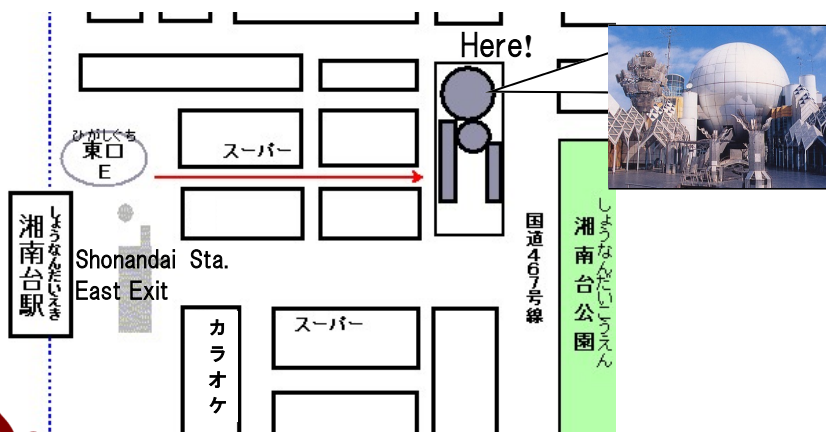 Here!
ひがしぐち
東口
E
スーパー
しょうなんだいえき
湘南台駅
Shonandai Sta.
East Exit
カラオケ
スーパー
国道467号線
しょうなんだいこうえん
湘南台公園